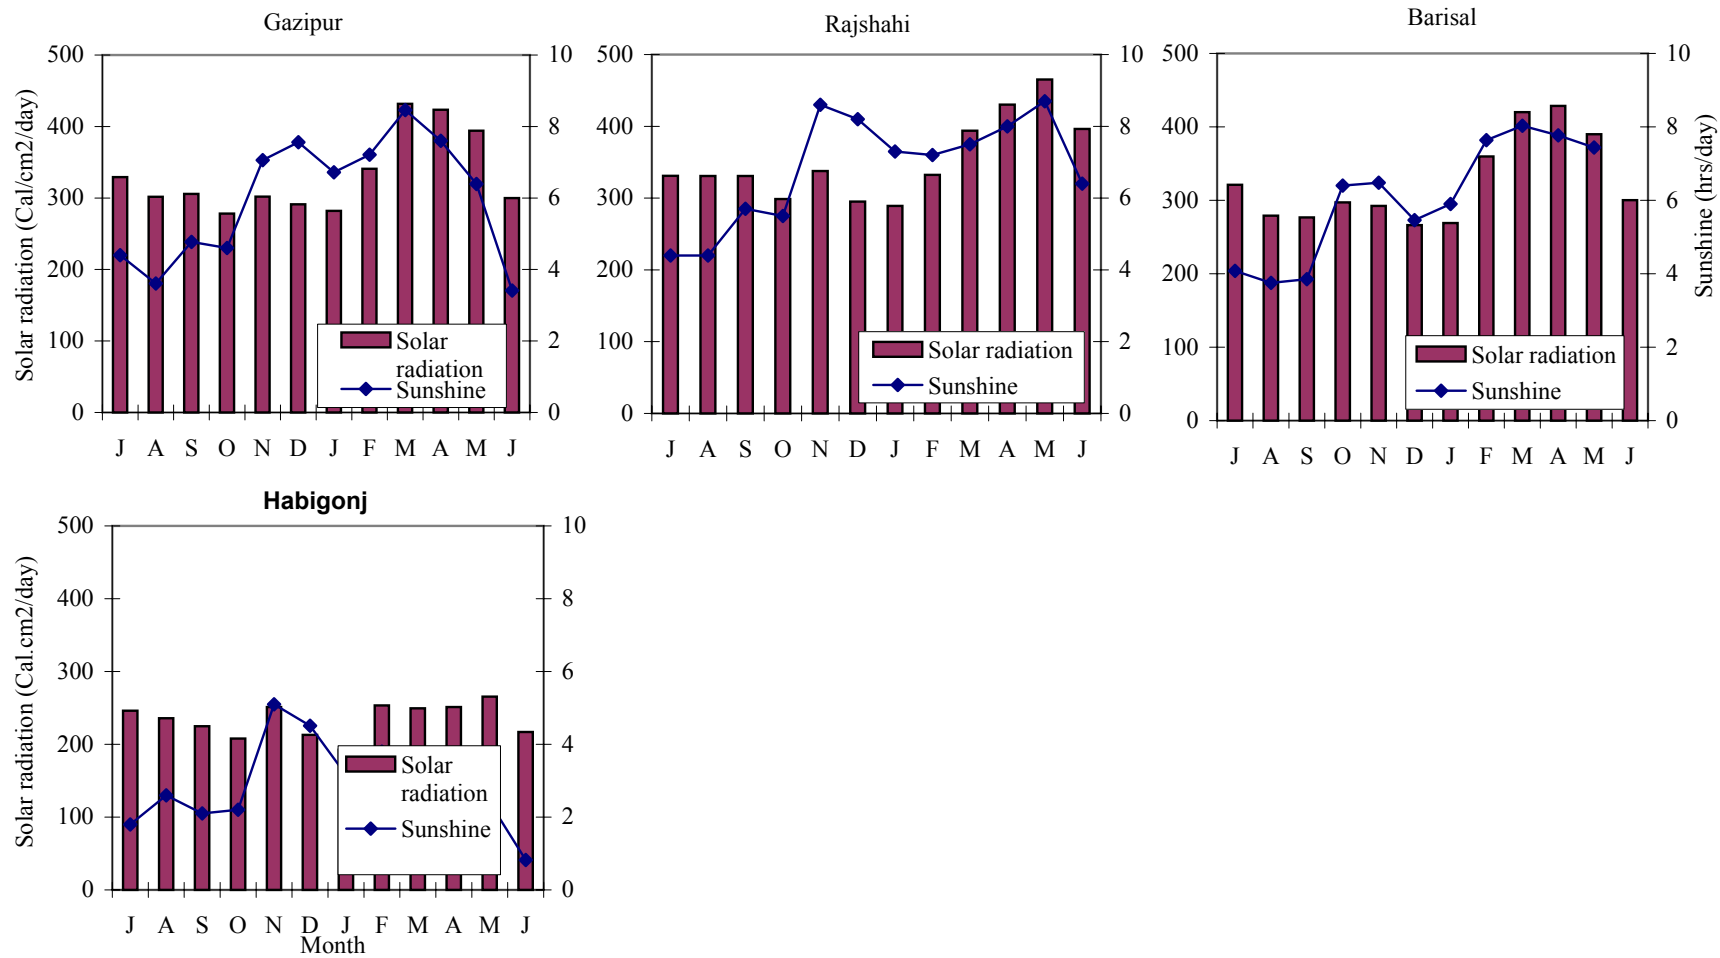 Gazipur
500
400
300
200
100
0
10
8
6
4
2
0
Solar radiation (Cal/cm2/day)
Solar
radiation
Sunshine
J A S O N D J F M A M J
Rajshahi
500
400
300
200
100
0
10
8
6
4
2
0
Solar radiation
Sunshine
J A S O N D J F M A M J
Barisal
500
400
300
200
100
0
10
8
6
4
2
0
Sunshine (hrs/day)
Solar radiation
Sunshine
J A S O N D J F M A M J
Habigonj
500
400
300
200
100
0
10
8
6
4
2
0
Solar radiation (Cal.cm2/day)
Solar
radiation
Sunshine
J A S O N D J F M A M J
Month